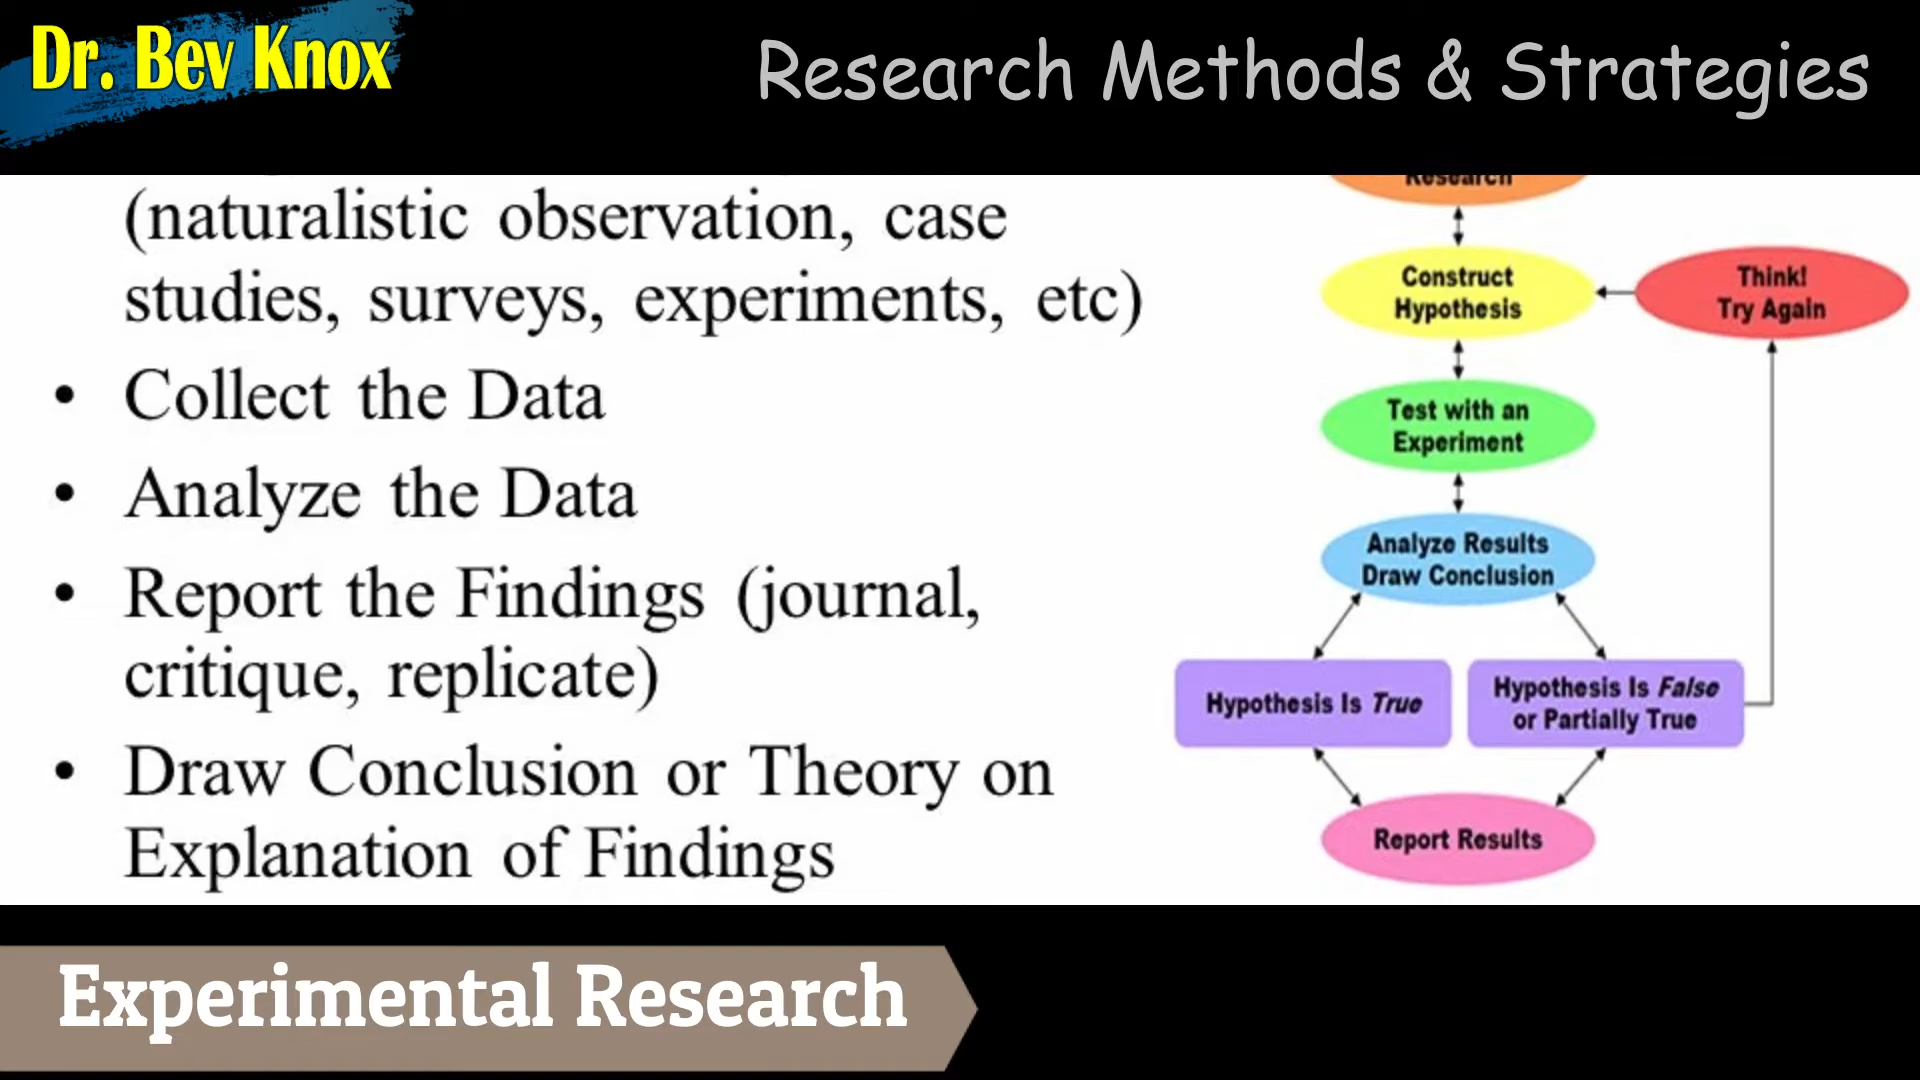 Dr. Bev Knox
Research Methods & Strategies
(naturalistic observation, case
studies, surveys, experiments, etc)
• Collect the Data
• Analyze the Data
• Report the Findings (journal,
critique, replicate)
• Draw Conclusion or Theory on
Explanation of Findings
Research
Construct
Hypothesis
Think!
Try Again
Test with an
Experiment
Analyze Results
Draw Conclusion
Hypothesis Is True
Hypothesis Is False
or Partially True
Report Results
Experimental Research